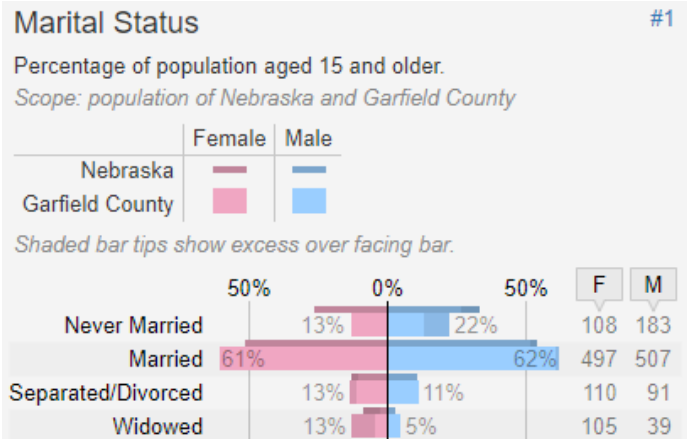 Marital Status #1
Percentage of population aged 15 and older.
Scope: population of Nebraska and Garfield County
Female Male
Nebraska
Garfield County
Shaded bar tips show excess over facing bar.
50% 0% 50% F M
Never Married 13% 22% 108 183
Married 61% 62% 497 507
Separated/Divorced 13% 11% 110 91
Widowed 13% 5% 105 39